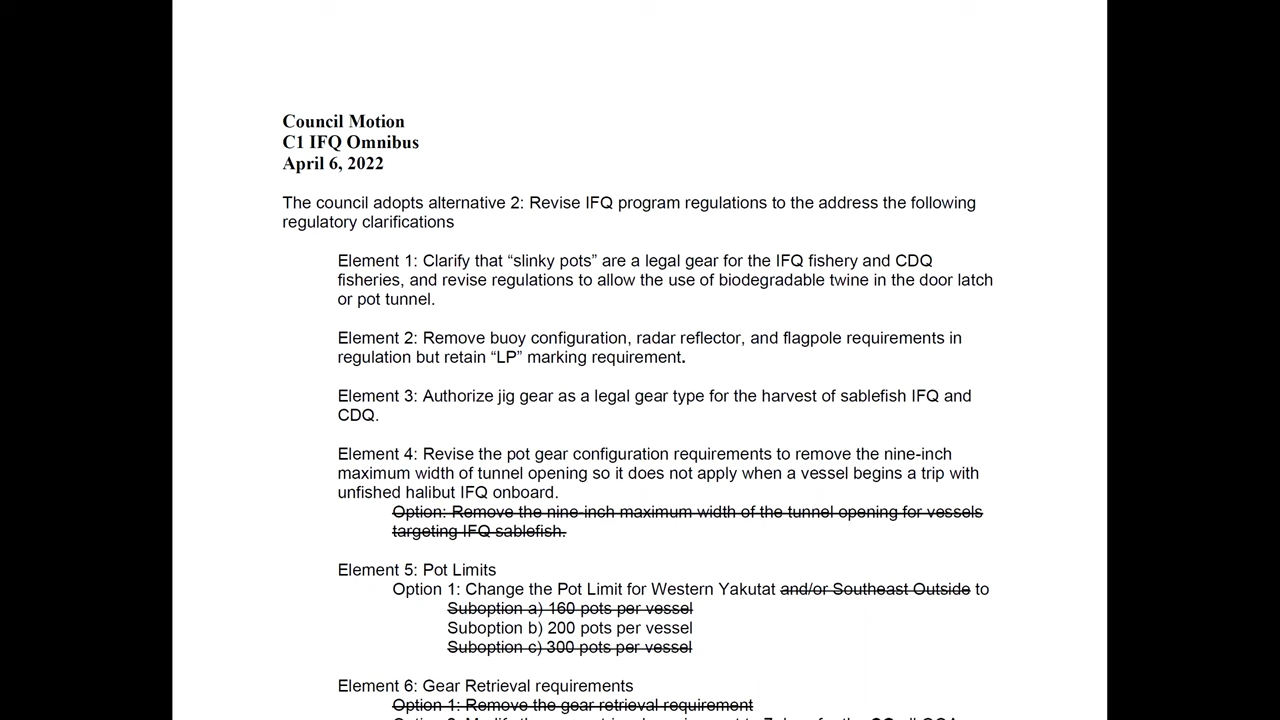 Council Motion
C1 IFQ Omnibus
April 6, 2022
The council adopts alternative 2: Revise IFQ program regulations to the address the following
regulatory clarifications
Element 1: Clarify that “slinky pots” are a legal gear for the IFQ fishery and CDQ
fisheries, and revise regulations to allow the use of biodegradable twine in the door latch
or pot tunnel.
Element 2: Remove buoy configuration, radar reflector, and flagpole requirements in
regulation but retain “LP” marking requirement.
Element 3: Authorize jig gear as a legal gear type for the harvest of sablefish IFQ and
CDQ.
Element 4: Revise the pot gear configuration requirements to remove the nine-inch
maximum width of tunnel opening so it does not apply when a vessel begins a trip with
unfished halibut IFQ onboard.
Option: Remove the nine-inch maximum width of the tunnel opening for vessels
targeting IFQ sablefish.
Element 5: Pot Limits
Option 1: Change the Pot Limit for Western Yakutat and/or Southeast Outside to
Suboption a) 160 pots per vessel
Suboption b) 200 pots per vessel
Suboption c) 300 pots per vessel
Element 6: Gear Retrieval requirements
Option 1: Remove the gear retrieval requirement